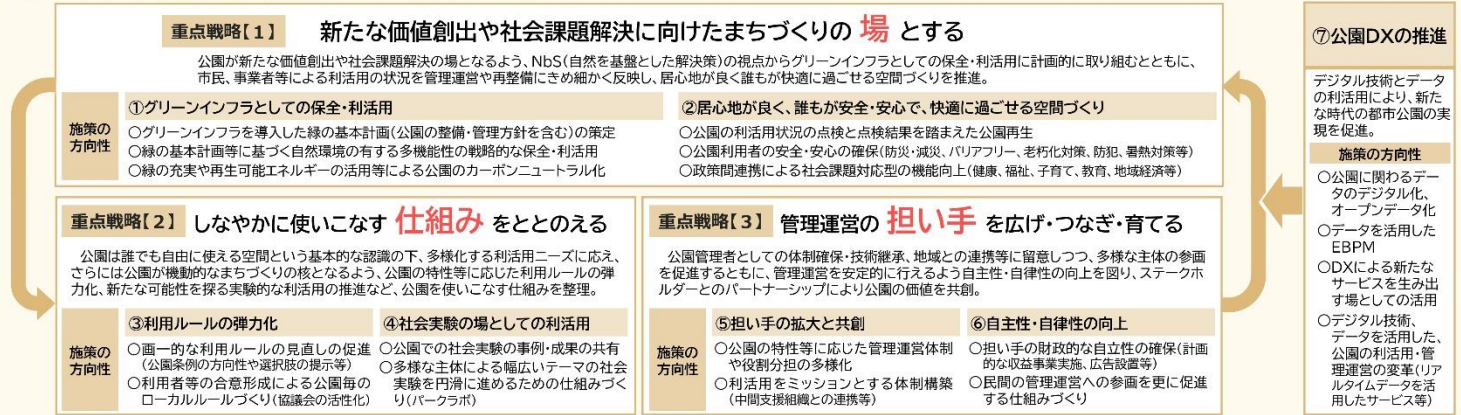 重点戦略【1】 新たな価値創出や社会課題解決に向けたまちづくりの 場 とする
公園が新たな価値創出や社会課題解決の場となるよう、NbS(自然を基盤とした解決策)の視点からグリーンインフラとしての保全・利活用に計画的に取り組むとともに、
市民、事業者等による利活用の状況を管理運営や再整備にきめ細かく反映し、居心地が良く誰もが快適に過ごせる空間づくりを推進。
施策の
方向性
①グリーンインフラとしての保全・利活用
○グリーンインフラを導入した緑の基本計画(公園の整備・管理方針を含む)の策定
○緑の基本計画等に基づく自然環境の有する多機能性の戦略的な保全・利活用
○緑の充実や再生可能エネルギーの活用等による公園のカーボンニュートラル化
②居心地が良く、誰もが安全・安心で、快適に過ごせる空間づくり
○公園の利活用状況の点検と点検結果を踏まえた公園再生
○公園利用者の安全・安心の確保(防災・減災、バリアフリー、老朽化対策、防犯、暑熱対策等)
○政策間連携による社会課題対応型の機能向上(健康、福祉、子育て、教育、地域経済等)
重点戦略【2】 しなやかに使いこなす 仕組み をととのえる
公園は誰でも自由に使える空間という基本的な認識の下、多様化する利活用ニーズに応え、
さらには公園が機動的なまちづくりの核となるよう、公園の特性等に応じた利用ルールの弾
力化、新たな可能性を探る実験的な利活用の推進など、公園を使いこなす仕組みを整理。
施策の
方向性
③利用ルールの弾力化
○画一的な利用ルールの見直しの促進
(公園条例の方向性や選択肢の提示等)
○利用者等の合意形成による公園毎の
ローカルルールづくり(協議会の活性化)
④社会実験の場としての利活用
○公園での社会実験の事例・成果の共有
○多様な主体による幅広いテーマの社会
実験を円滑に進めるための仕組みづく
り(パークラボ)
重点戦略【3】 管理運営の 担い手 を広げ・つなぎ・育てる
公園管理者としての体制確保・技術継承、地域との連携等に留意しつつ、多様な主体の参画
を促進するともに、管理運営を安定的に行えるよう自主性・自律性の向上を図り、ステークホ
ルダーとのパートナーシップにより公園の価値を共創。
施策の
方向性
⑤担い手の拡大と共創
○公園の特性等に応じた管理運営体制
や役割分担の多様化
○利活用をミッションとする体制構築
(中間支援組織との連携等)
⑥自主性・自律性の向上
○担い手の財政的な自立性の確保(計画
的な収益事業実施、広告設置等)
○民間の管理運営への参画を更に促進
する仕組みづくり
⑦公園DXの推進
デジタル技術とデータ
の利活用により、新た
な時代の都市公園の実
現を促進。
施策の方向性
○公園に関わるデー
タのデジタル化、
オープンデータ化
○データを活用した
EBPM
○DXによる新たな
サービスを生み出
す場としての活用
○デジタル技術、
データを活用した、
公園の利活用・管
理運営の変革(リア
ルタイムデータを活
用したサービス等)